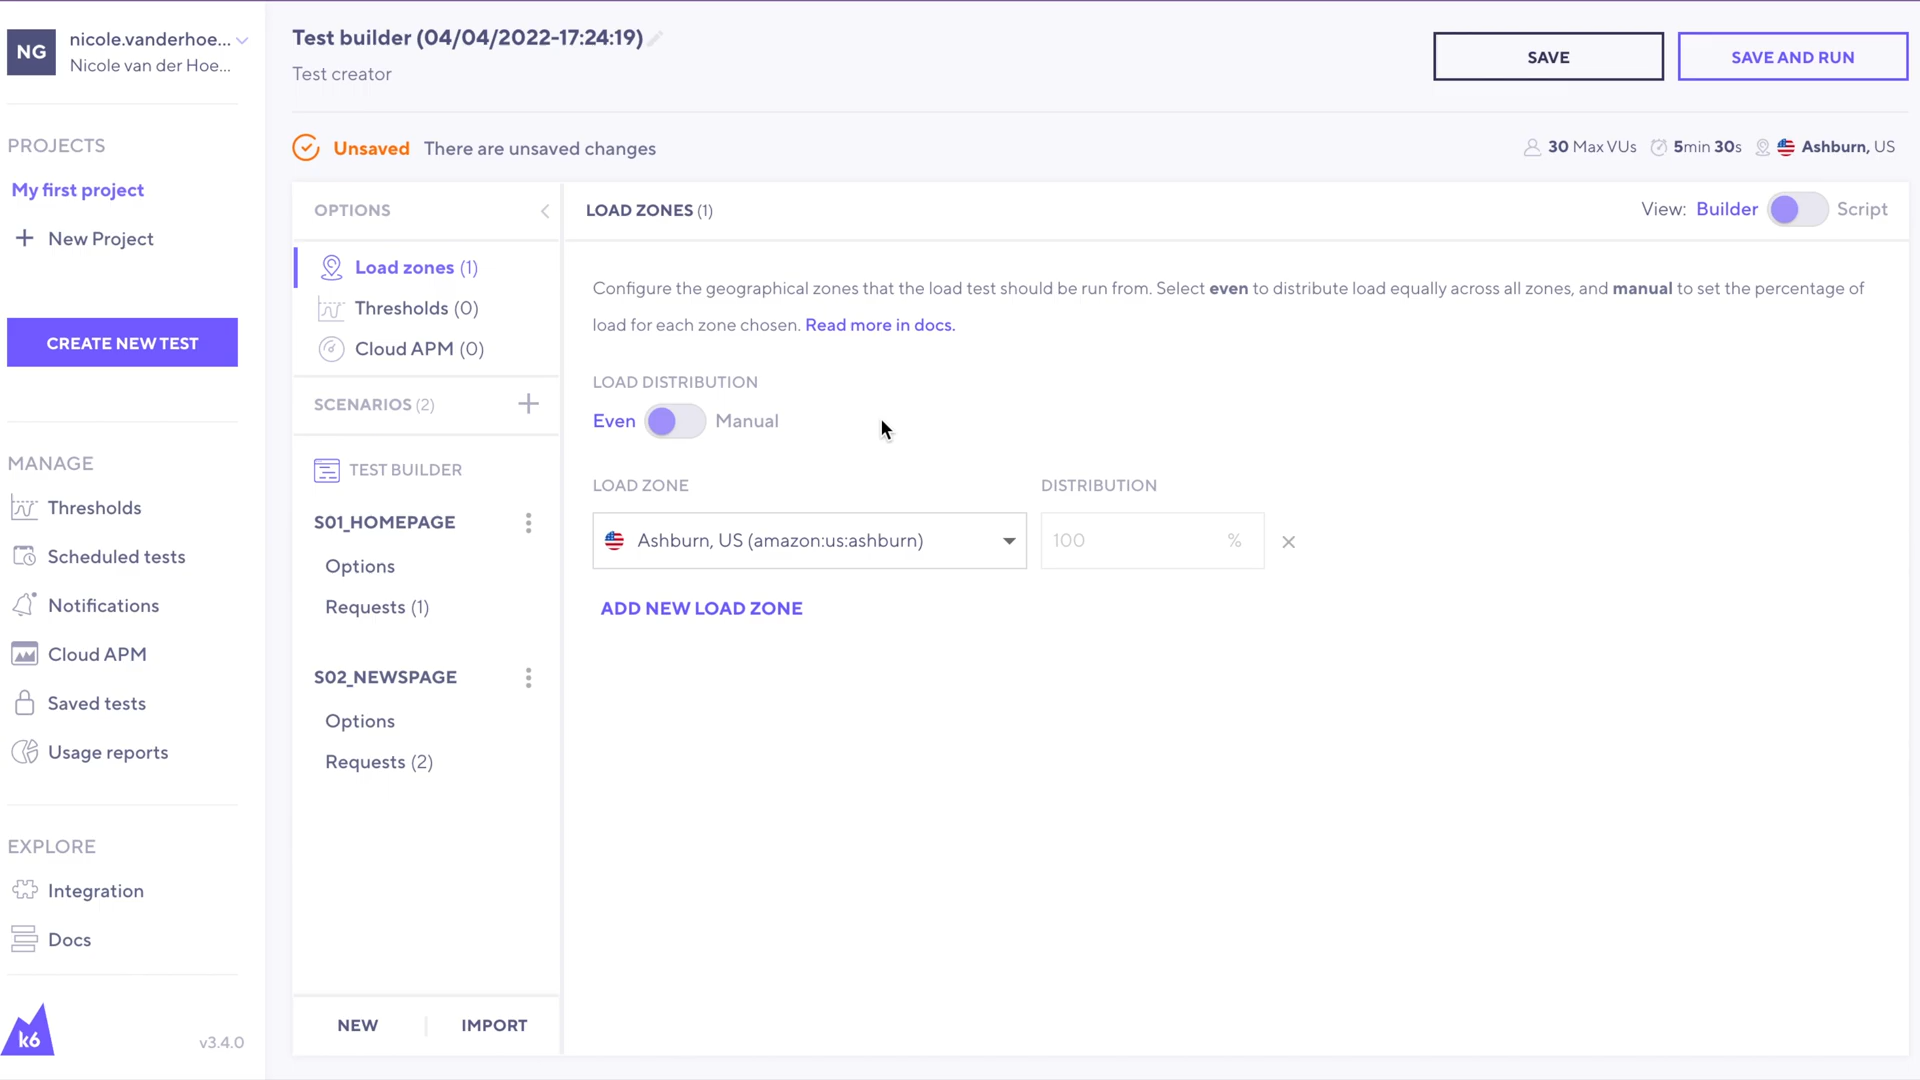 NG
nicole.vanderhoe...
Nicole van der Hoe...
PROJECTS
My first project
+ New Project
CREATE NEW TEST
MANAGE
Thresholds
Scheduled tests
Notifications
Cloud APM
Saved tests
Usage reports
EXPLORE
Integration
Docs
k6
v3.4.0
Test builder (04/04/2022-17:24:19)
Test creator
SAVE
SAVE AND RUN
Unsaved There are unsaved changes
30 Max VUs 5min 30s Ashburn, US
OPTIONS
Load zones (1)
Thresholds (0)
Cloud APM (0)
SCENARIOS (2)
TEST BUILDER
S01_HOMEPAGE
Options
Requests (1)
S02_NEWSPAGE
Options
Requests (2)
NEW
IMPORT
LOAD ZONES (1)
View: Builder Script
Configure the geographical zones that the load test should be run from. Select even to distribute load equally across all zones, and manual to set the percentage of
load for each zone chosen. Read more in docs.
LOAD DISTRIBUTION
Even Manual
LOAD ZONE DISTRIBUTION
Ashburn, US (amazon:us:ashburn) 100 %
ADD NEW LOAD ZONE